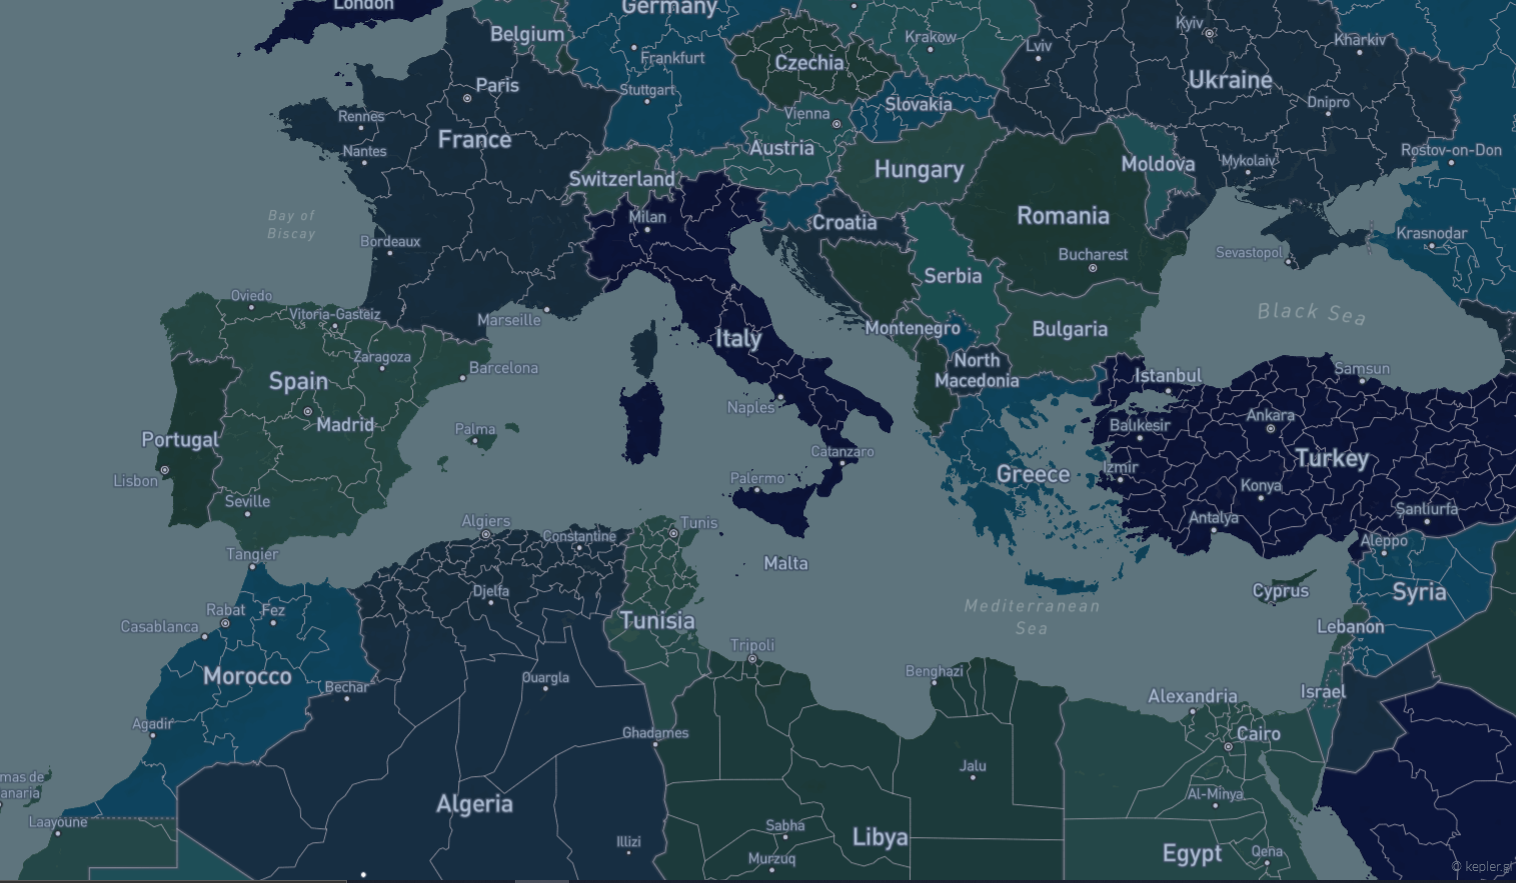 London
Germany
Belgium
Kyiv
Krakow
Lviv
Kharkiv
Frankfurt
Czechia
Paris
Stuttgart
Ukraine
Slovakia
Dnipro
Rennes
Vienna
France
Austria
Nantes
Rostov-on-Don
Moldova
Mykolaiv
Hungary
Switzerland
Milan
Bay of
Biscay
Croatia
Romania
Bordeaux
Krasnodar
Bucharest
Sevastopol
Serbia
Oviedo
Vitoria-Gasteiz
Marseille
Montenegro
Bulgaria
Black Sea
Italy
Zaragoza
North
Macedonia
Barcelona
Samsun
Istanbul
Spain
Naples
Ankara
Madrid
Balıkesir
Palma
Portugal
Catanzaro
Turkey
Izmir
Greece
Lisbon
Palermo
Konya
Seville
Şanlıurfa
Antalya
Algiers
Tunis
Constantine
Aleppo
Tangier
Malta
Djelfa
Cyprus
Syria
Mediterranean
Sea
Rabat
Fez
Casablanca
Tunisia
Lebanon
Tripoli
Benghazi
Morocco
Ouargla
Bechar
Israel
Alexandria
Agadir
Ghadames
Cairo
Jalu
mas de
anaria
Al-Minya
Algeria
Laayoune
Sabha
Libya
Illizi
Egypt
Qena
Murzuq
© kepler.gl